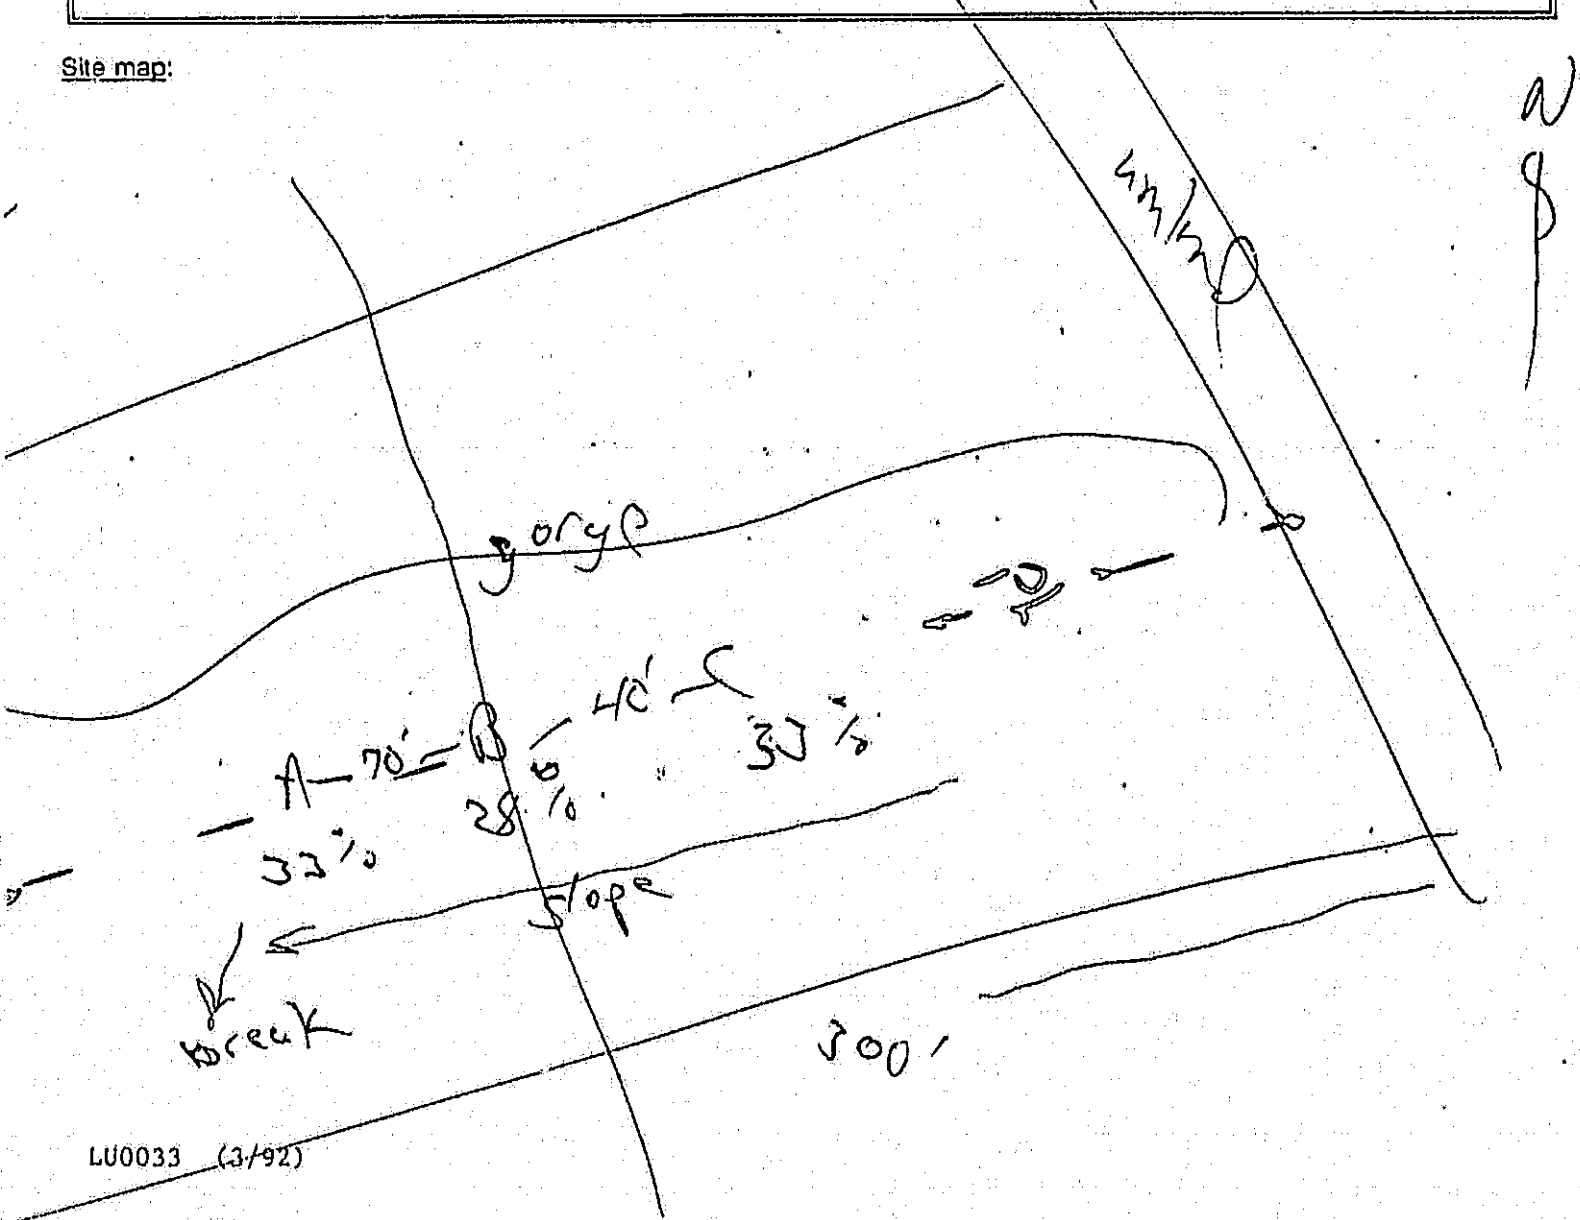 Site map:
N
gorge
A — 70' — B — 40' — C
33% 28% 33%
slope
break
300'
LU0033 (3/92)